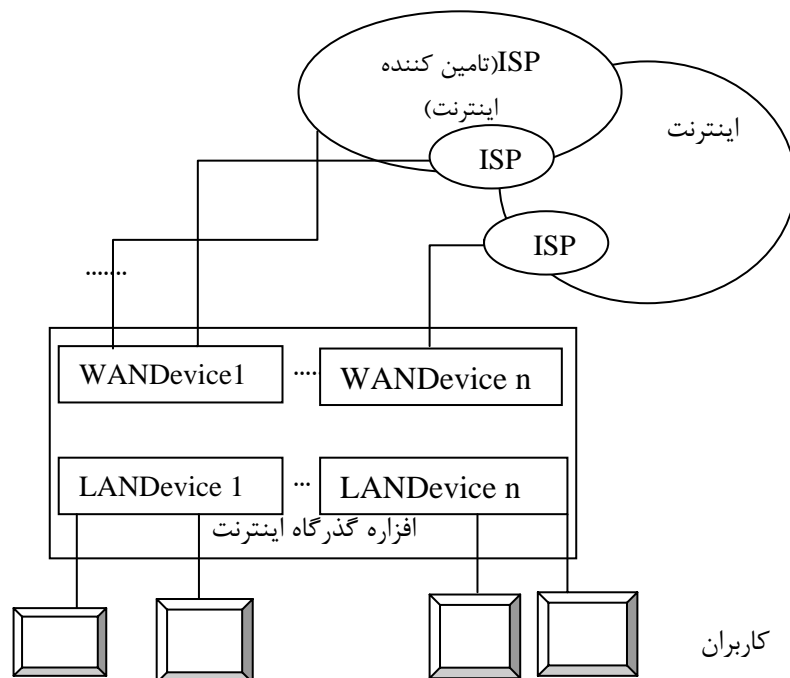 ISP(تامین کننده
اینترنت)
اینترنت
ISP
ISP
.......
WANDevice1
.....
WANDevice n
LANDevice 1
...
LANDevice n
افزاره گذرگاه اینترنت
کاربران